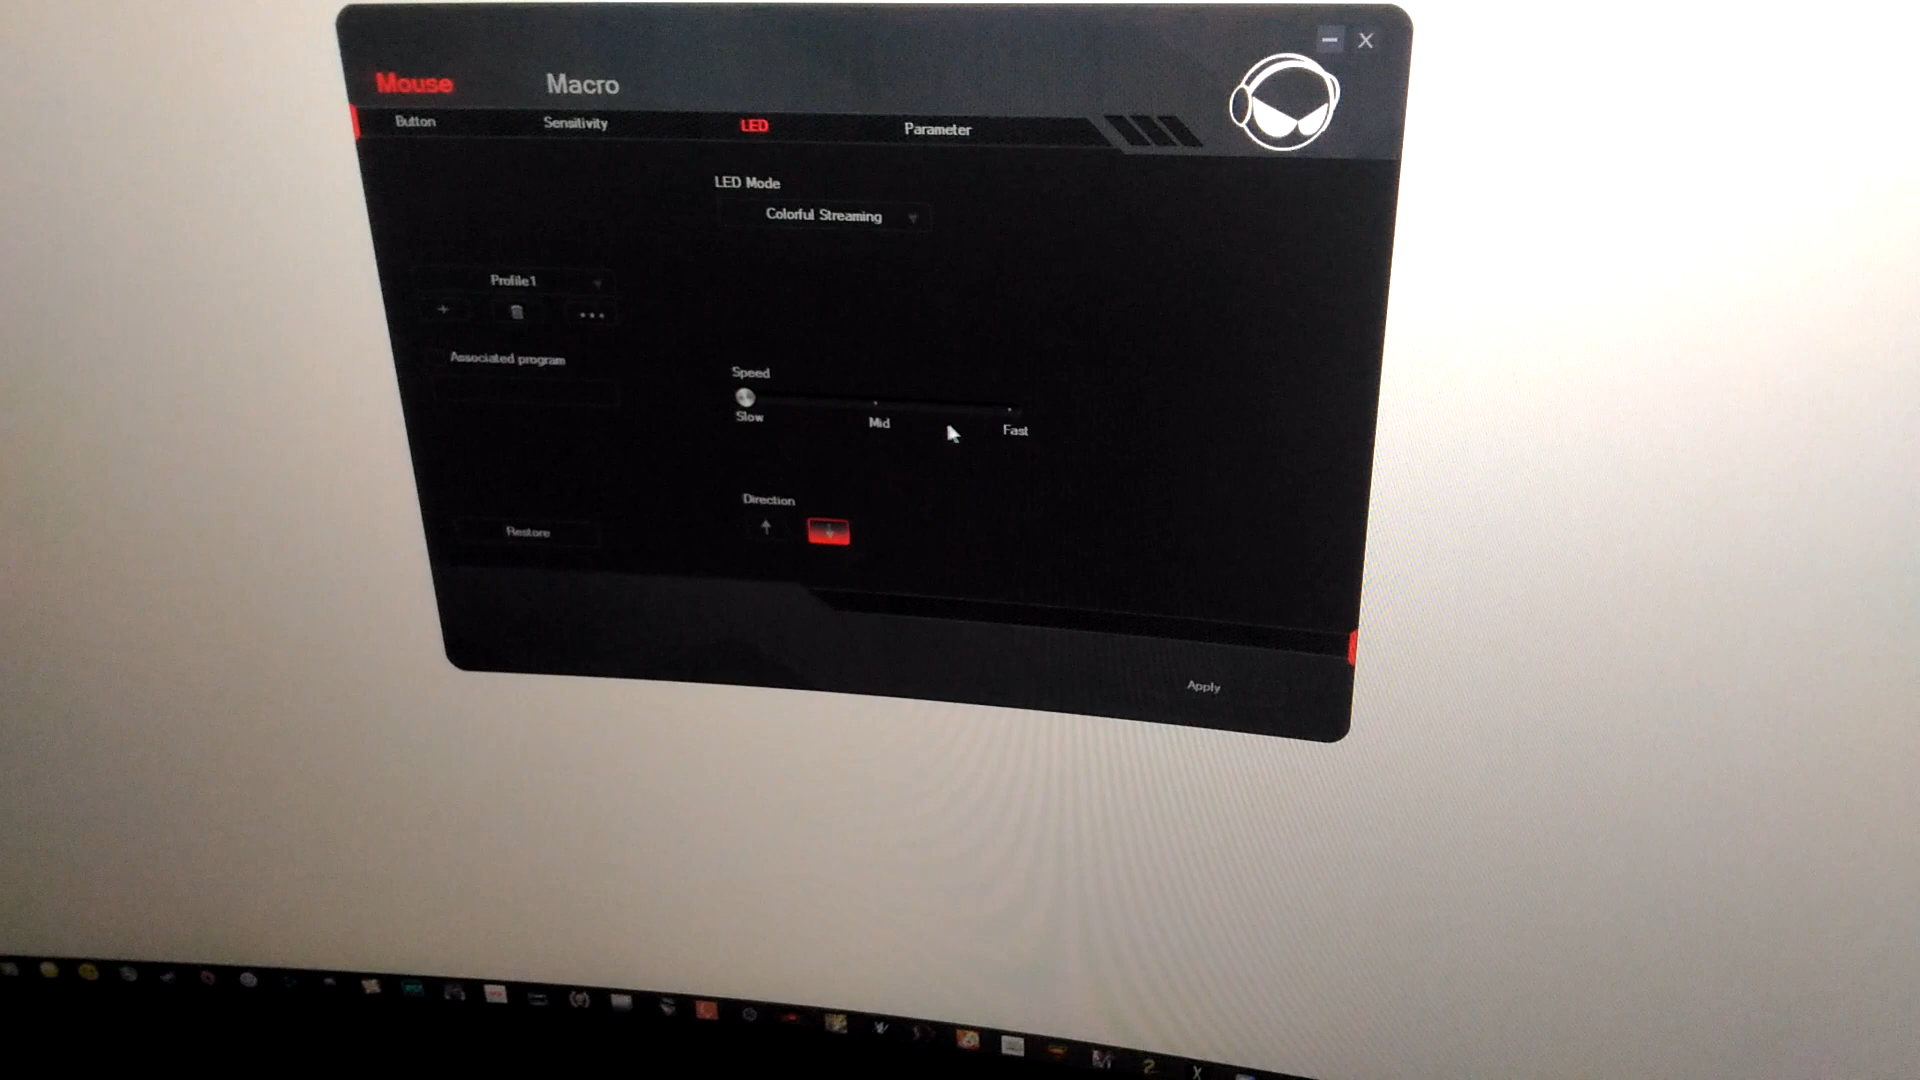 Mouse Macro
Button Sensitivity LED Parameter
LED Mode
Colorful Streaming
Profile1
Associated program
Speed
Slow Mid Fast
Direction
Restore
Apply